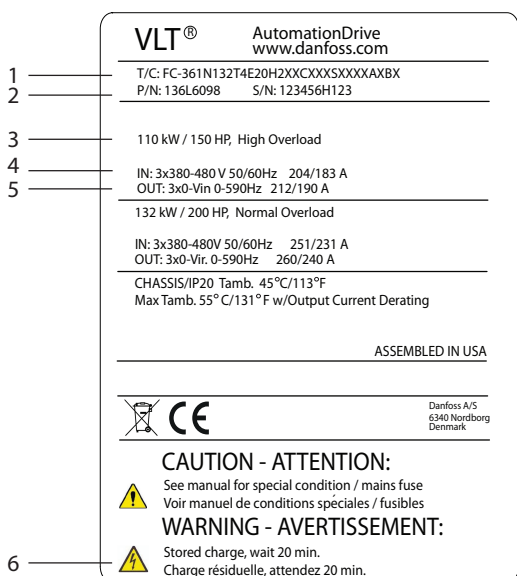 VLT® AutomationDrive
www.danfoss.com
1 T/C: FC-361N132T4E20H2XXCXXXSXXXXAXBX
2 P/N: 136L6098 S/N: 123456H123
3 110 kW / 150 HP, High Overload
4 IN: 3x380-480 V 50/60Hz 204/183 A
5 OUT: 3x0-Vin 0-590Hz 212/190 A
132 kW / 200 HP, Normal Overload
IN: 3x380-480V 50/60Hz 251/231 A
OUT: 3x0-Vir. 0-590Hz 260/240 A
CHASSIS/IP20 Tamb. 45°C/113°F
Max Tamb. 55°C/131°F w/Output Current Derating
ASSEMBLED IN USA
CE
Danfoss A/S
6340 Nordborg
Denmark
CAUTION - ATTENTION:
See manual for special condition / mains fuse
Voir manuel de conditions spéciales / fusibles
WARNING - AVERTISSEMENT:
6 Stored charge, wait 20 min.
Charge résiduelle, attendez 20 min.